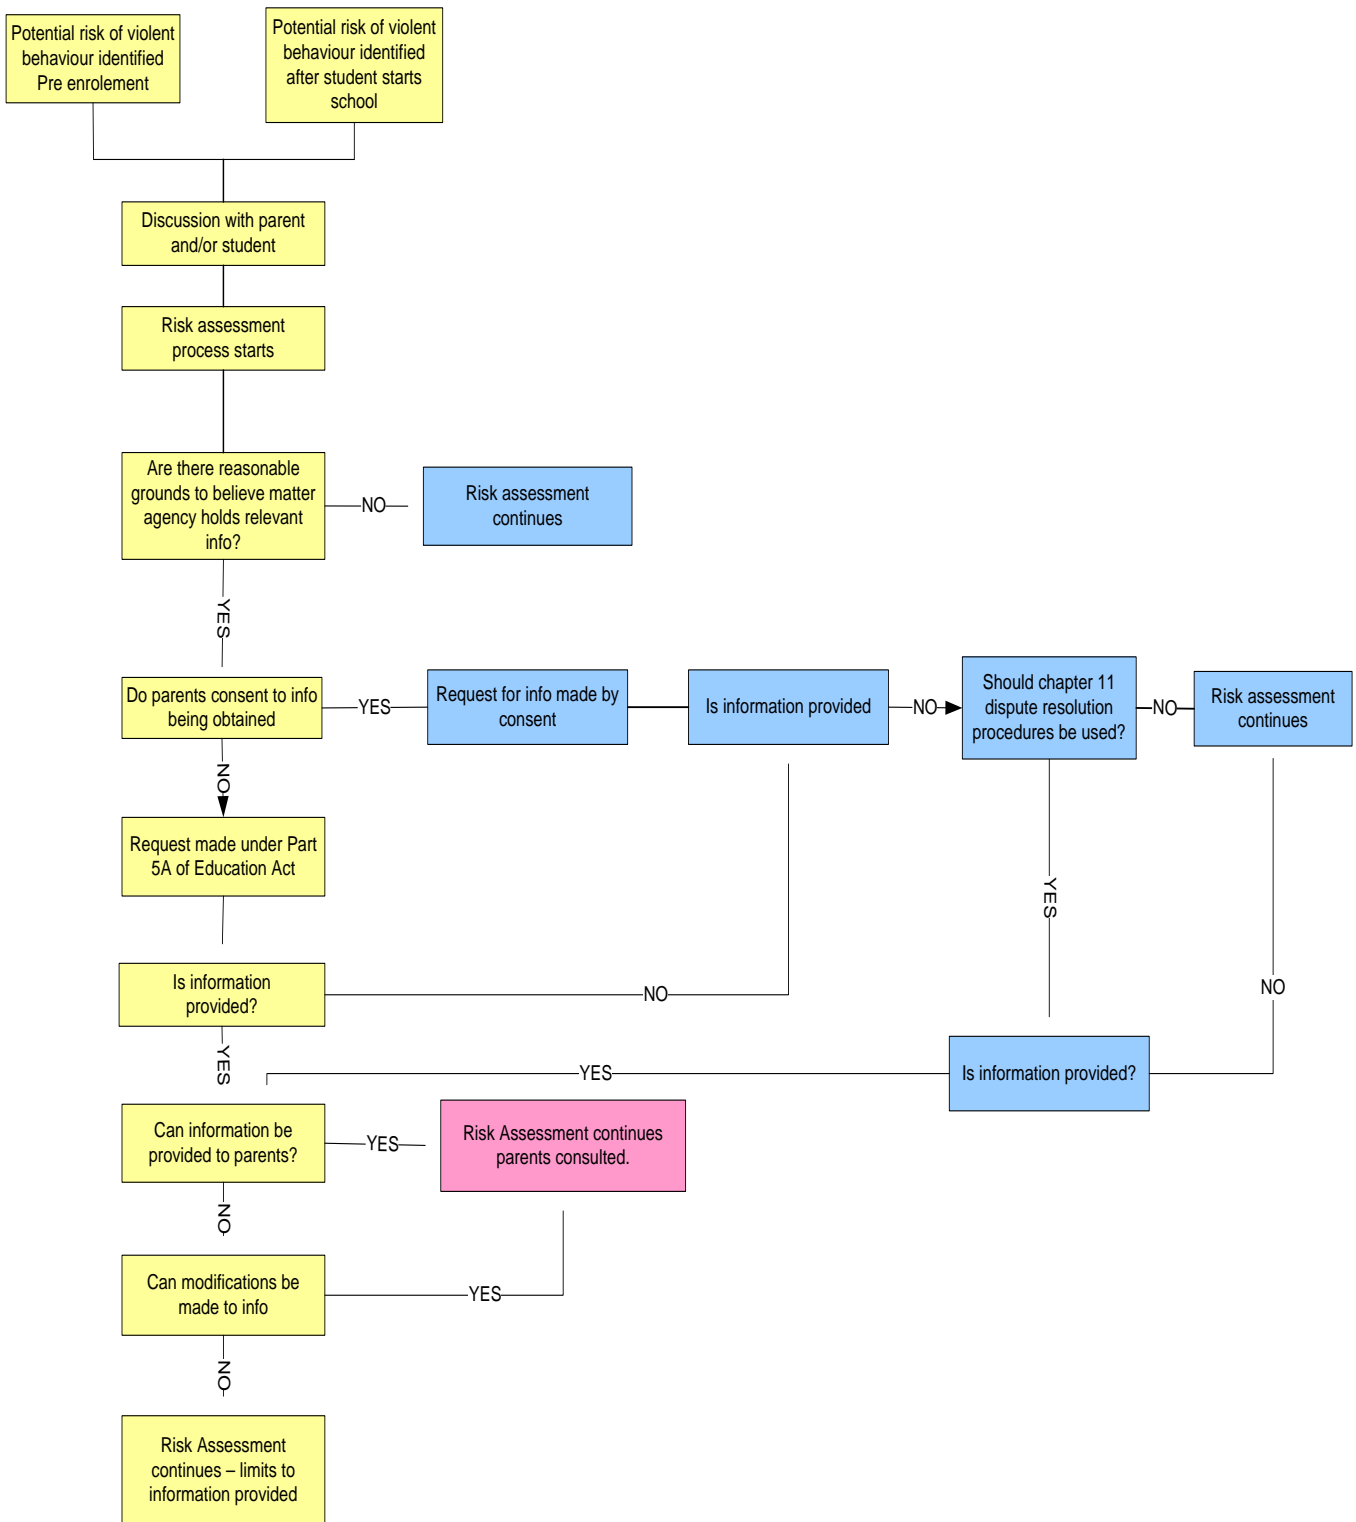 Potential risk of violent
behaviour identified
Pre enrolement
Potential risk of violent
behaviour identified
after student starts
school
Discussion with parent
and/or student
Risk assessment
process starts
Are there reasonable
grounds to believe matter
agency holds relevant
info?
NO
Risk assessment
continues
YES
Do parents consent to info
being obtained
YES
Request for info made by
consent
Is information provided
NO
Should chapter 11
dispute resolution
procedures be used?
NO
Risk assessment
continues
NO
Request made under Part
5A of Education Act
YES
Is information
provided?
NO
NO
YES
Is information provided?
YES
Can information be
provided to parents?
YES
Risk Assessment continues
parents consulted.
NO
Can modifications be
made to info
YES
NO
Risk Assessment
continues – limits to
information provided